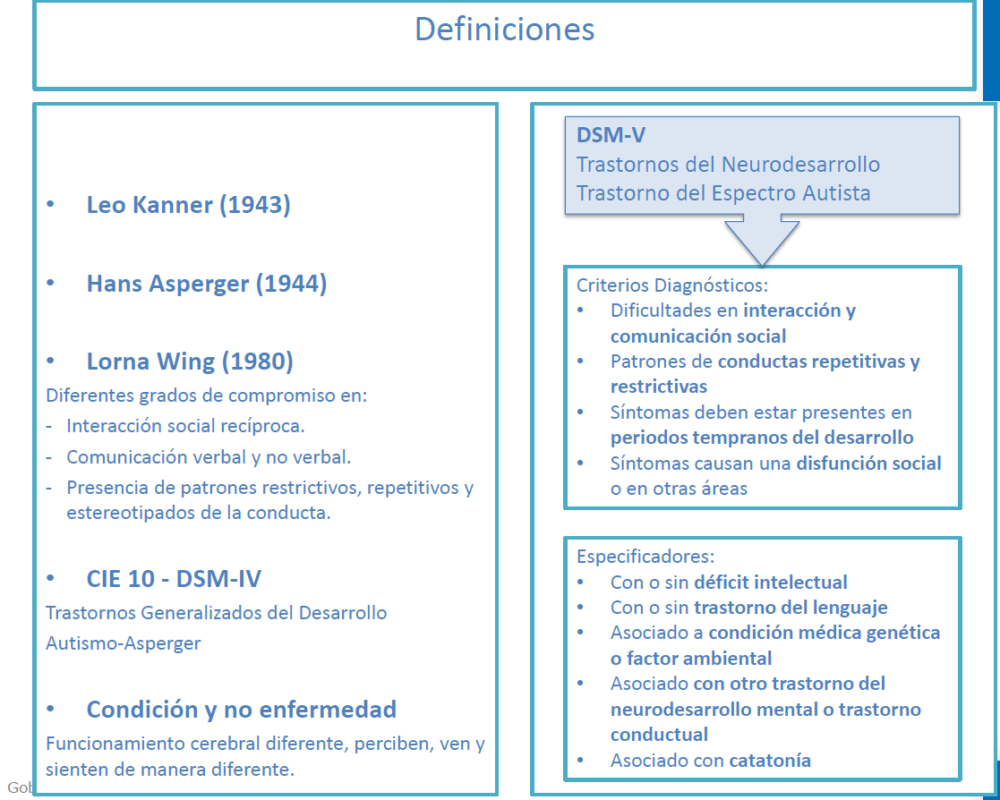 Definiciones
• Leo Kanner (1943)
• Hans Asperger (1944)
• Lorna Wing (1980)
Diferentes grados de compromiso en:
- Interacción social recíproca.
- Comunicación verbal y no verbal.
- Presencia de patrones restrictivos, repetitivos y
estereotipados de la conducta.
• CIE 10 - DSM-IV
Trastornos Generalizados del Desarrollo
Autismo-Asperger
• Condición y no enfermedad
Funcionamiento cerebral diferente, perciben, ven y
sienten de manera diferente.
DSM-V
Trastornos del Neurodesarrollo
Trastorno del Espectro Autista
Criterios Diagnósticos:
• Dificultades en interacción y
comunicación social
• Patrones de conductas repetitivas y
restrictivas
• Síntomas deben estar presentes en
periodos tempranos del desarrollo
• Síntomas causan una disfunción social
o en otras áreas
Especificadores:
• Con o sin déficit intelectual
• Con o sin trastorno del lenguaje
• Asociado a condición médica genética
o factor ambiental
• Asociado con otro trastorno del
neurodesarrollo mental o trastorno
conductual
• Asociado con catatonía